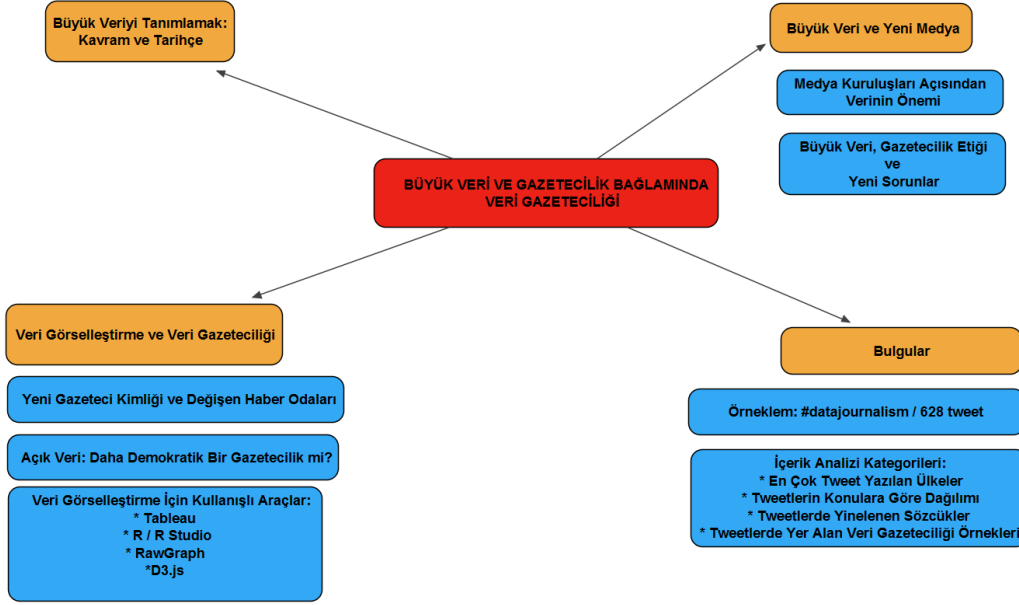 Büyük Veriyi Tanımlamak:
Kavram ve Tarihçe
Büyük Veri ve Yeni Medya
Medya Kuruluşları Açısından
Verinin Önemi
Büyük Veri, Gazetecilik Etiği
ve
Yeni Sorunlar
BÜYÜK VERİ VE GAZETECİLİK BAĞLAMINDA
VERİ GAZETECİLİĞİ
Veri Görselleştirme ve Veri Gazeteciliği
Yeni Gazeteci Kimliği ve Değişen Haber Odaları
Açık Veri: Daha Demokratik Bir Gazetecilik mi?
Veri Görselleştirme İçin Kullanışlı Araçlar:
* Tableau
* R / R Studio
* RawGraph
*D3.js
Bulgular
Örneklem: #datajournalism / 628 tweet
İçerik Analizi Kategorileri:
* En Çok Tweet Yazılan Ülkeler
* Tweetlerin Konulara Göre Dağılımı
* Tweetlerde Yinelenen Sözcükler
* Tweetlerde Yer Alan Veri Gazeteciliği Örnekleri